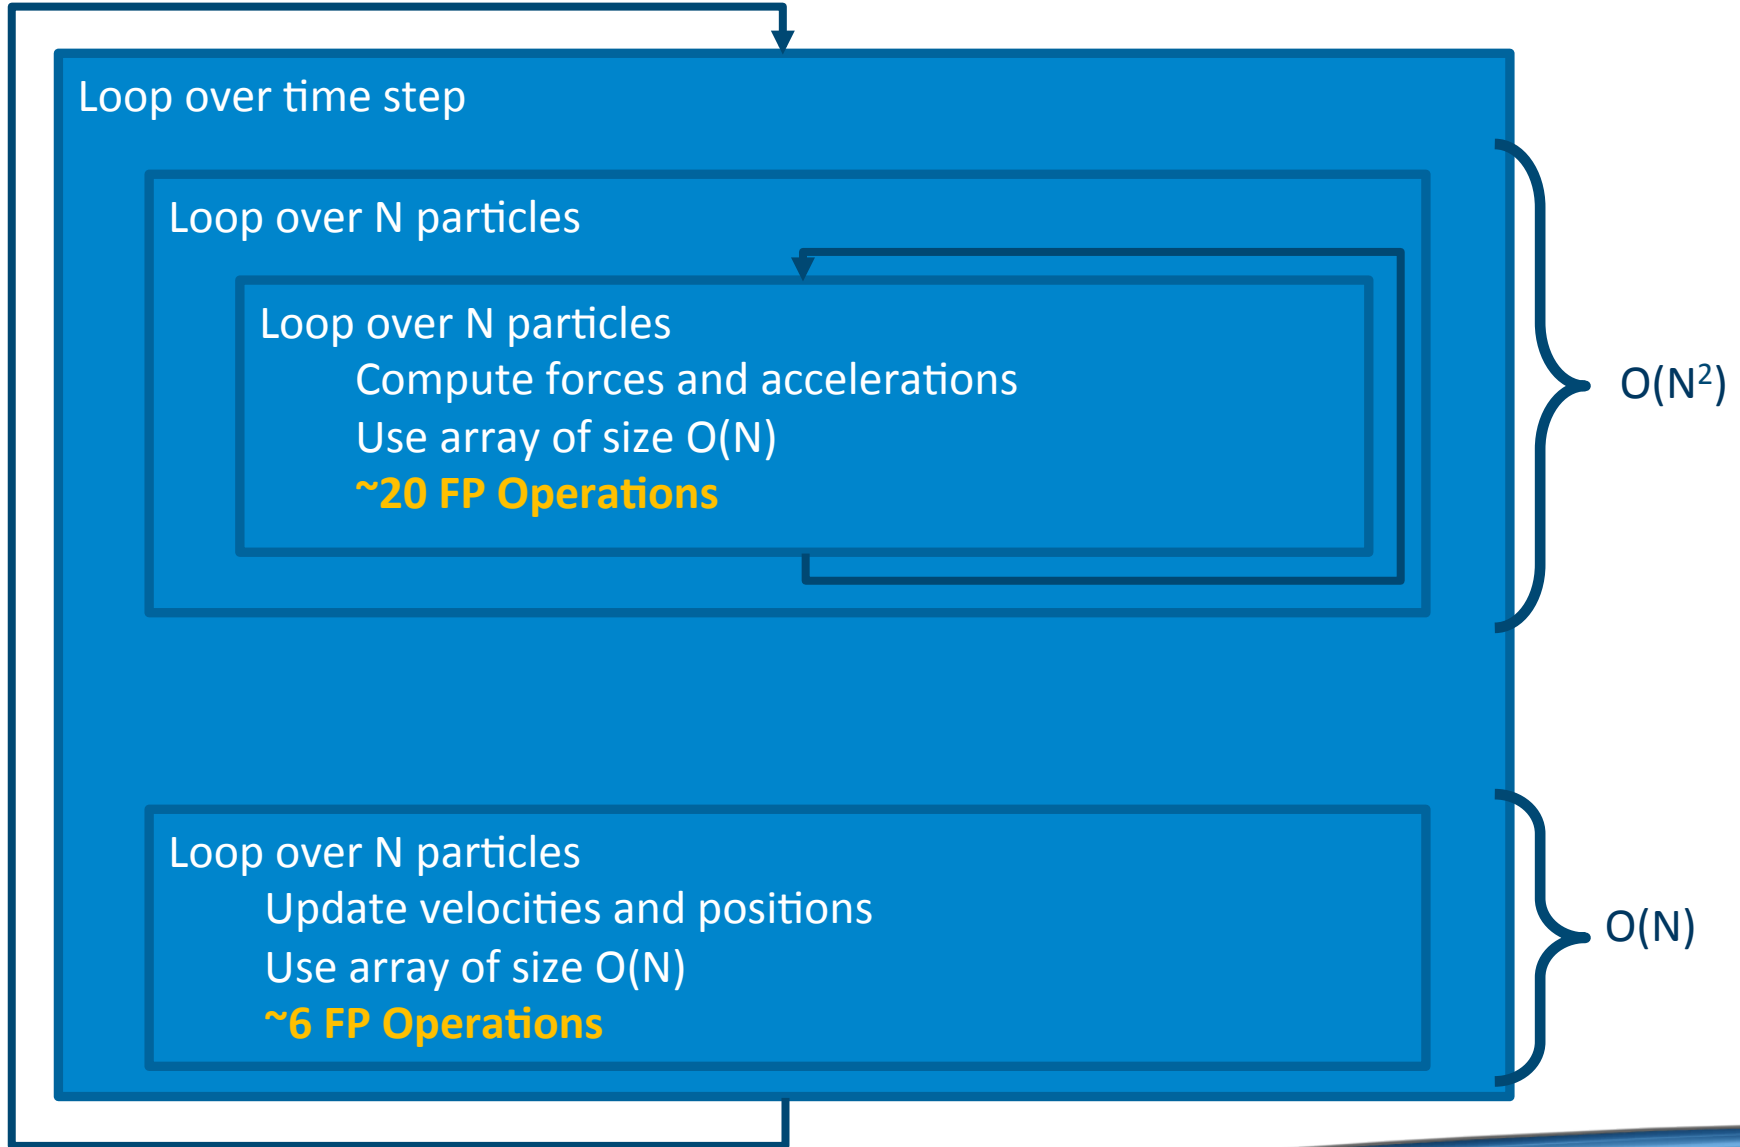 Loop over time step
Loop over N particles
Loop over N particles
Compute forces and accelerations
Use array of size O(N)
~20 FP Operations
O(N²)
Loop over N particles
Update velocities and positions
Use array of size O(N)
~6 FP Operations
O(N)